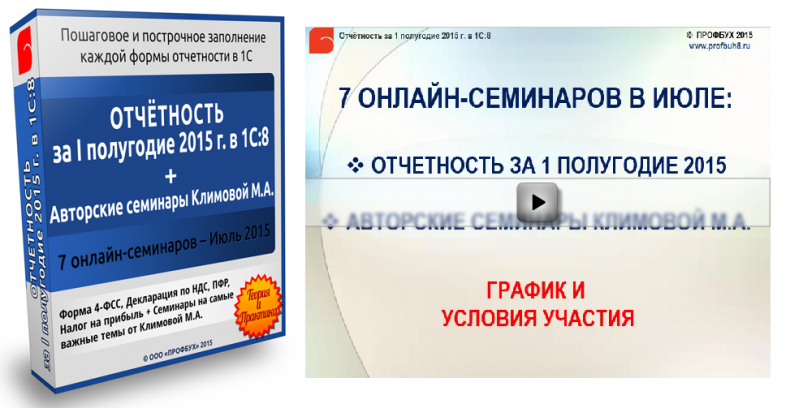 Пошаговое и построчное заполнение
каждой формы отчетности в 1С
ОТЧЁТНОСТЬ
за I полугодие 2015 г. в 1С:8
+
Авторские семинары Климовой М.А.
7 онлайн-семинаров – Июль 2015
Форма 4-ФСС, Декларация по НДС, ПФР,
Налог на прибыль + Семинары на самые
важные темы от Климовой М.А.
Теория
и
Практика
© ООО «ПРОФБУХ» 2015
ОТЧЕТНОСТЬ
за I полугодие 2015 г. в 1С:8
Отчётность за 1 полугодие 2015 г. в 1С:8
© ПРОФБУХ 2015
www.profbuh8.ru
7 ОНЛАЙН-СЕМИНАРОВ В ИЮЛЕ:
❖ ОТЧЕТНОСТЬ ЗА 1 ПОЛУГОДИЕ 2015
❖ АВТОРСКИЕ СЕМИНАРЫ КЛИМОВОЙ М.А.
ГРАФИК И
УСЛОВИЯ УЧАСТИЯ